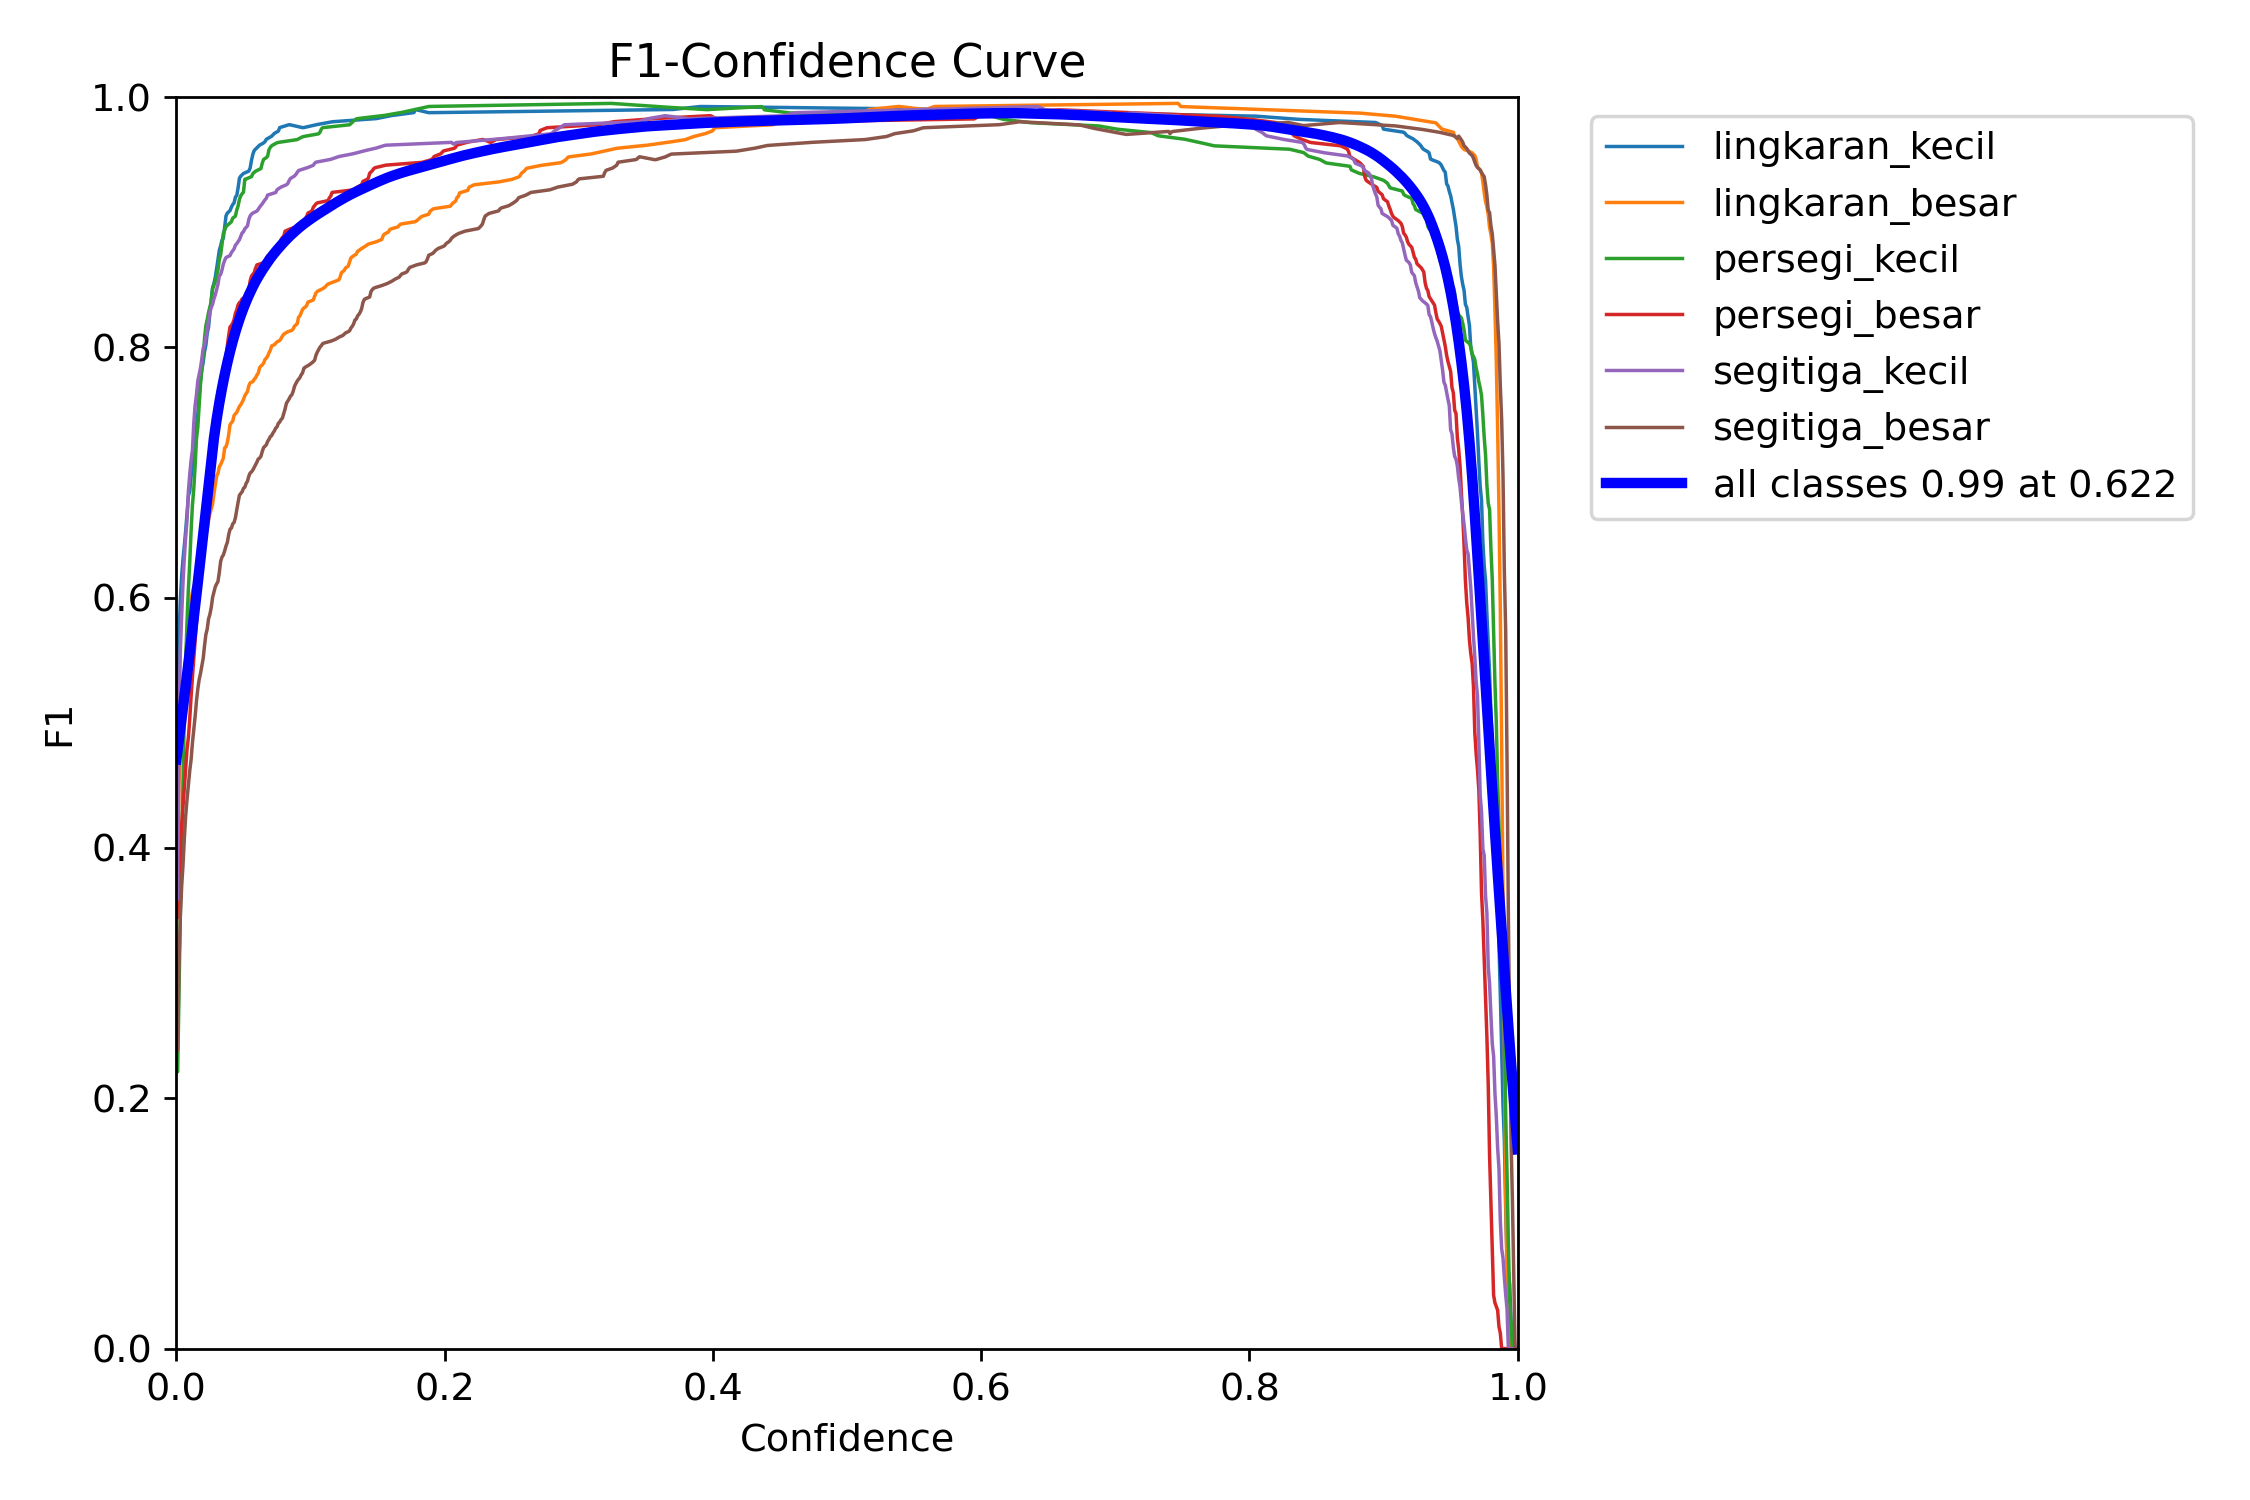 F1-Confidence Curve
1.0
0.8
0.6
0.4
0.2
0.0
F1
0.0 0.2 0.4 0.6 0.8 1.0
Confidence
lingkaran_kecil
lingkaran_besar
persegi_kecil
persegi_besar
segitiga_kecil
segitiga_besar
all classes 0.99 at 0.622